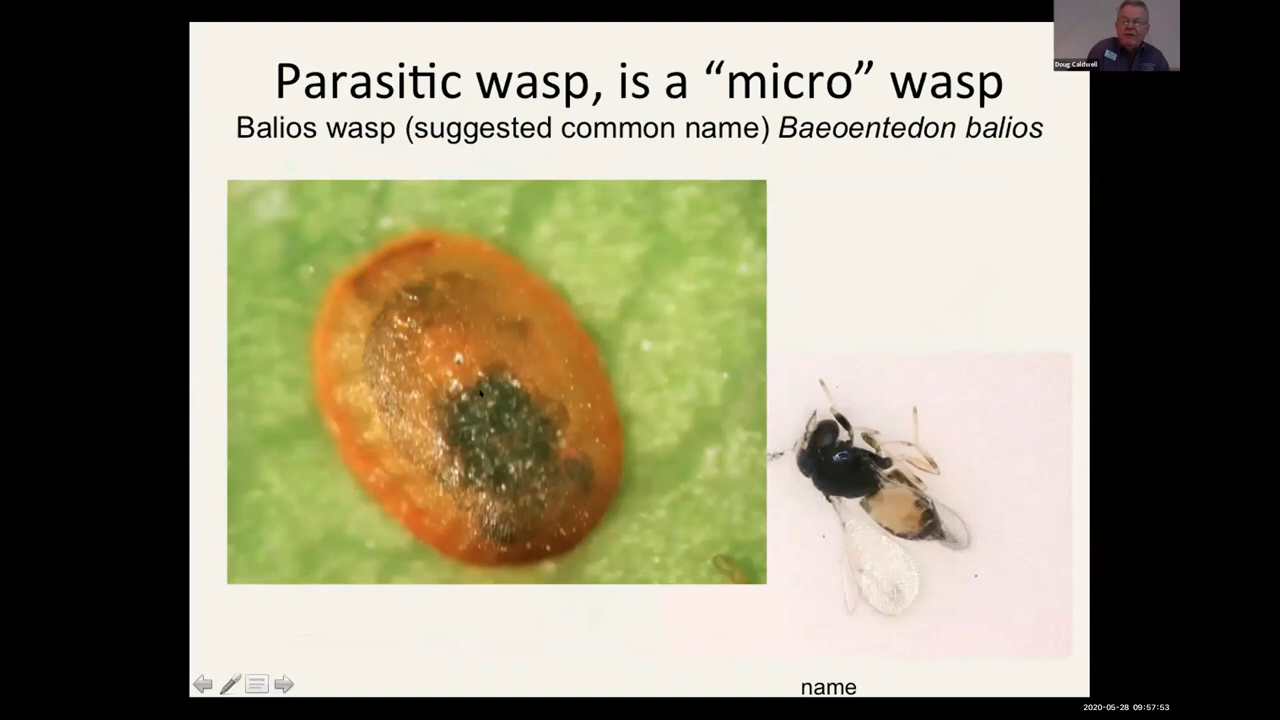 Parasitic wasp, is a “micro” wasp
Balios wasp (suggested common name) Baeoentedon balios
Doug Caldwell
name
2020-05-28 09:57:53